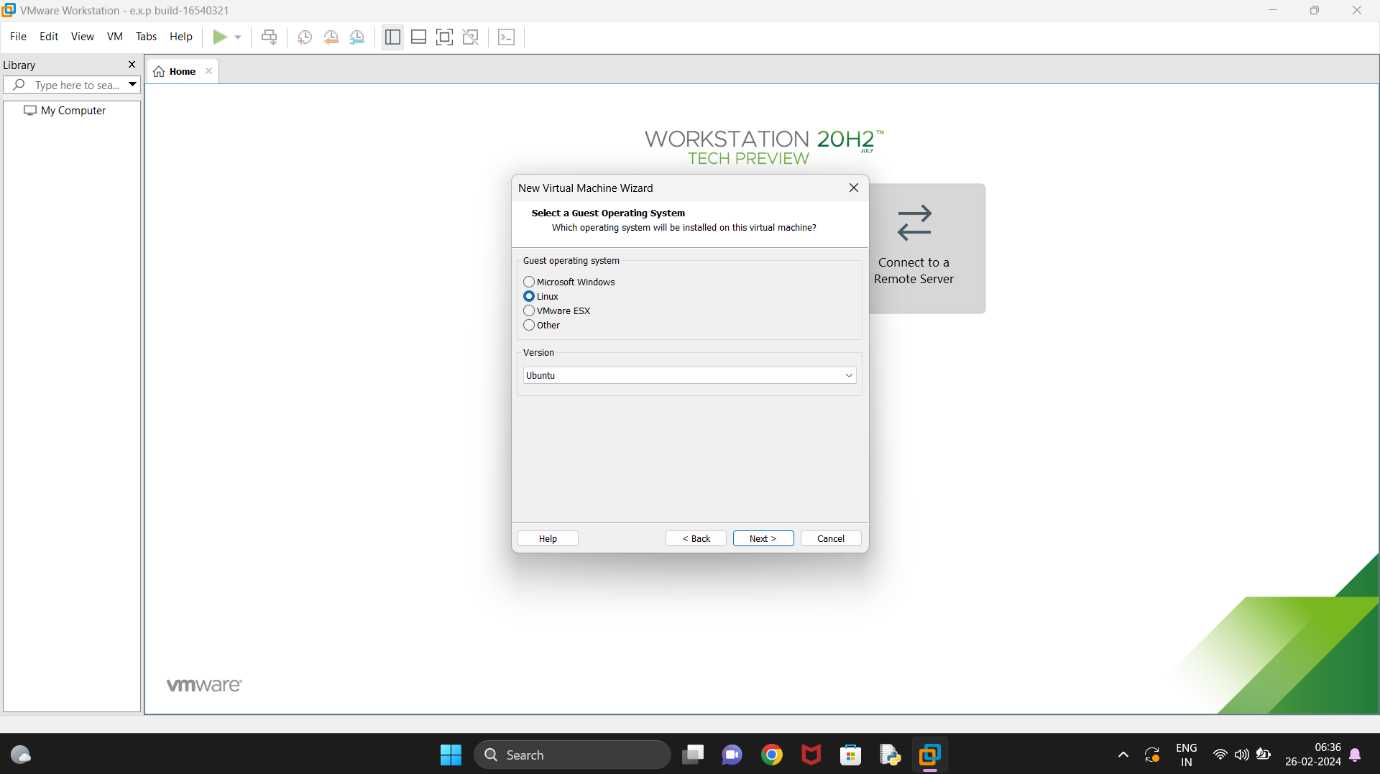 VMware Workstation - e.x.p build-16540321
File Edit View VM Tabs Help
Library
Type here to sea...
My Computer
Home
WORKSTATION 20H2™
JULY
TECH PREVIEW
New Virtual Machine Wizard
Select a Guest Operating System
Which operating system will be installed on this virtual machine?
Guest operating system
Microsoft Windows
Linux
VMware ESX
Other
Version
Ubuntu
Help
< Back
Next >
Cancel
Connect to a
Remote Server
vmware®
Search
ENG
IN
06:36
26-02-2024